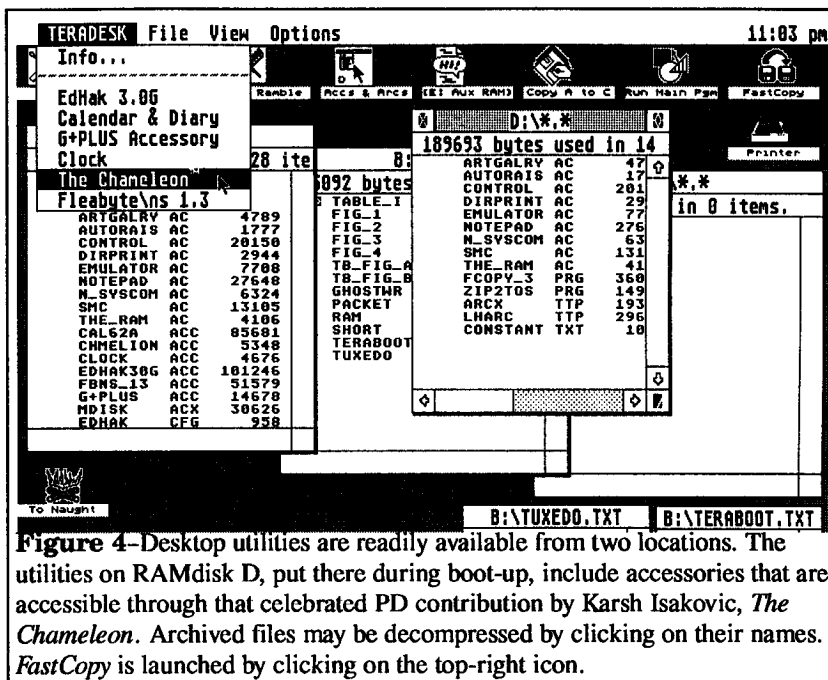 TERADESK File View Options 11:03 pm
Info...
EdHak 3.0G
Calendar & Diary
G+PLUS Accessory
Clock
The Chameleon™
Fleabyte\ns 1.3
Ramble
Accs & Arcs
(E: Aux RAM)
Copy A to C
Run Main Pgm
FastCopy
Printer
28 ite
ARTGALRY AC 4789
AUTORAIS AC 1777
CONTROL AC 20150
DIRPRINT AC 2944
EMULATOR AC 7708
NOTEPAD AC 27648
N_SYSCOM AC 6324
SMC AC 13105
THE_RAM AC 4106
CAL62A ACC 85681
CHMELION ACC 5348
CLOCK ACC 4676
EDHAK30G ACC 101246
FBNS_13 ACC 51579
G+PLUS ACC 14678
MDISK ACX 30626
EDHAK CFG 958
B:
5092 bytes
TABLE_I
FIG_1
FIG_2
FIG_3
FIG_4
TB_FIG_A
TB_FIG_B
GHOSTWR
PACKET
RAM
SHORT
TERABOOT
TUXEDO
D:\*.*
189693 bytes used in 14
ARTGALRY AC 47
AUTORAIS AC 17
CONTROL AC 201
DIRPRINT AC 29
EMULATOR AC 77
NOTEPAD AC 276
N_SYSCOM AC 63
SMC AC 131
THE_RAM AC 41
FCOPY_3 PRG 360
ZIP2TOS PRG 149
ARCX TTP 193
LHARC TTP 296
CONSTANT TXT 10
\*.*
in 0 items.
To Naught
B:\TUXEDO.TXT
B:\TERABOOT.TXT
Figure 4–Desktop utilities are readily available from two locations. The
utilities on RAMdisk D, put there during boot-up, include accessories that are
accessible through that celebrated PD contribution by Karsh Isakovic, The
Chameleon. Archived files may be decompressed by clicking on their names.
FastCopy is launched by clicking on the top-right icon.